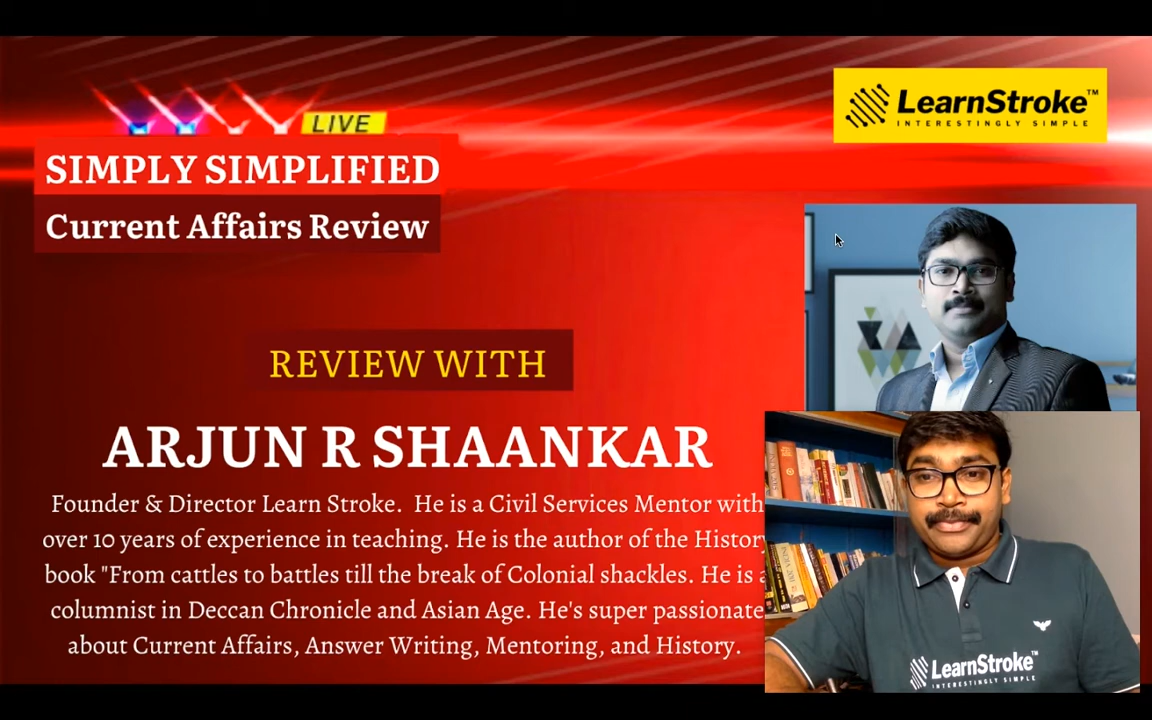 LIVE
LearnStroke™
INTERESTINGLY SIMPLE
SIMPLY SIMPLIFIED
Current Affairs Review
REVIEW WITH
ARJUN R SHAANKAR
Founder & Director Learn Stroke. He is a Civil Services Mentor with
over 10 years of experience in teaching. He is the author of the History
book "From cattles to battles till the break of Colonial shackles. He is a
columnist in Deccan Chronicle and Asian Age. He's super passionate
about Current Affairs, Answer Writing, Mentoring, and History.
LearnStroke™
INTERESTINGLY SIMPLE